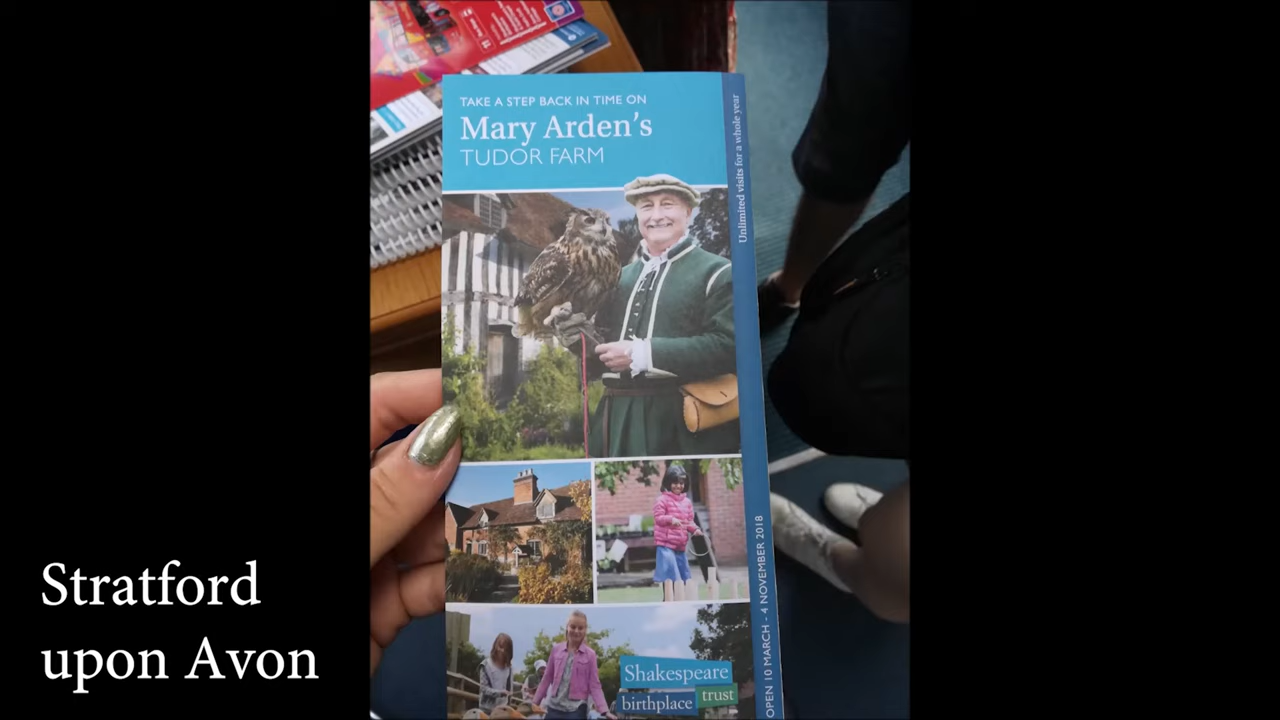 TAKE A STEP BACK IN TIME ON
Mary Arden's
TUDOR FARM
Unlimited visits for a whole year
OPEN 10 MARCH - 4 NOVEMBER 2018
Shakespeare
birthplace trust
Stratford
upon Avon